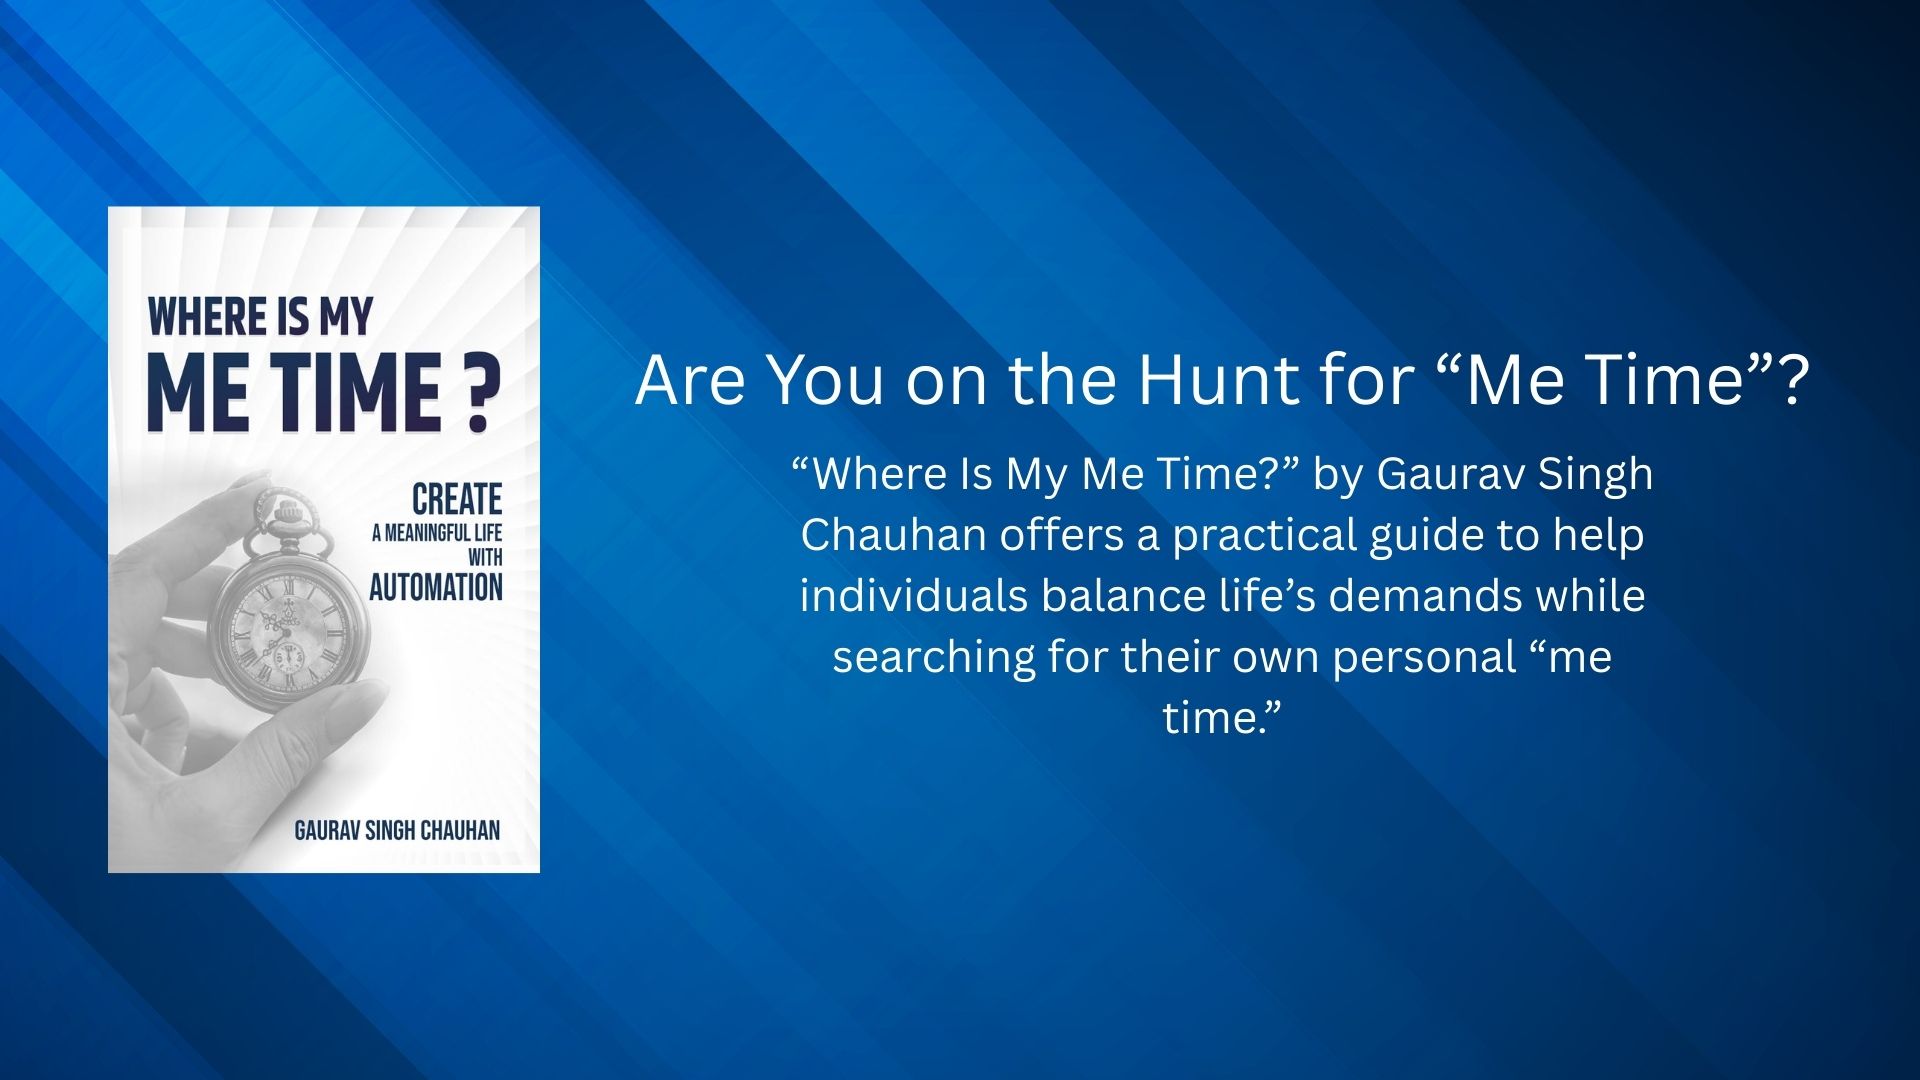 WHERE IS MY
ME TIME ?
CREATE
A MEANINGFUL LIFE
WITH
AUTOMATION
GAURAV SINGH CHAUHAN
Are You on the Hunt for “Me Time”?
“Where Is My Me Time?” by Gaurav Singh
Chauhan offers a practical guide to help
individuals balance life’s demands while
searching for their own personal “me
time.”